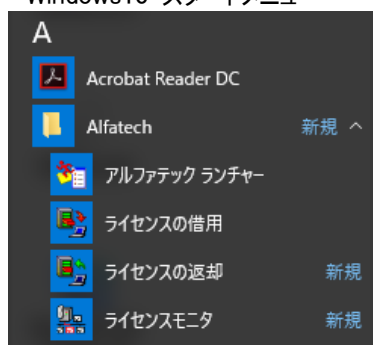 Windows10 スタートメニュー
A
Acrobat Reader DC
Alfatech 新規
アルファテック ランチャー
ライセンスの借用
ライセンスの返却 新規
ライセンスモニタ 新規